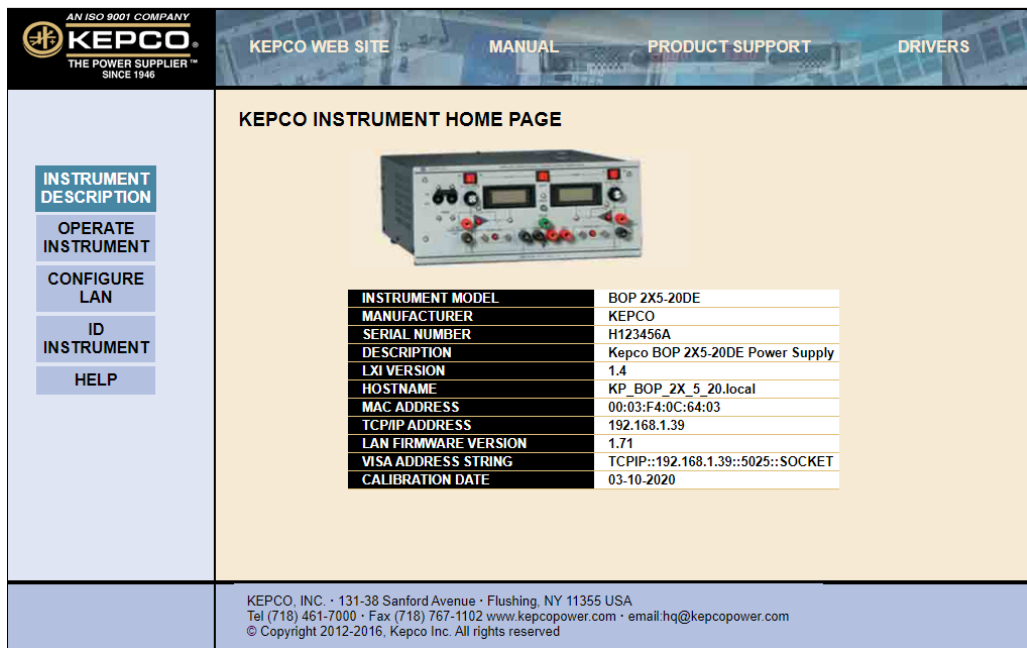 AN ISO 9001 COMPANY
KEPCO®
THE POWER SUPPLIER™
SINCE 1946
KEPCO WEB SITE MANUAL PRODUCT SUPPORT DRIVERS
INSTRUMENT
DESCRIPTION
OPERATE
INSTRUMENT
CONFIGURE
LAN
ID
INSTRUMENT
HELP
KEPCO INSTRUMENT HOME PAGE
INSTRUMENT MODEL BOP 2X5-20DE
MANUFACTURER KEPCO
SERIAL NUMBER H123456A
DESCRIPTION Kepco BOP 2X5-20DE Power Supply
LXI VERSION 1.4
HOSTNAME KP_BOP_2X_5_20.local
MAC ADDRESS 00:03:F4:0C:64:03
TCP/IP ADDRESS 192.168.1.39
LAN FIRMWARE VERSION 1.71
VISA ADDRESS STRING TCPIP::192.168.1.39::5025::SOCKET
CALIBRATION DATE 03-10-2020
KEPCO, INC. · 131-38 Sanford Avenue · Flushing, NY 11355 USA
Tel (718) 461-7000 · Fax (718) 767-1102 www.kepcopower.com · email:hq@kepcopower.com
© Copyright 2012-2016, Kepco Inc. All rights reserved